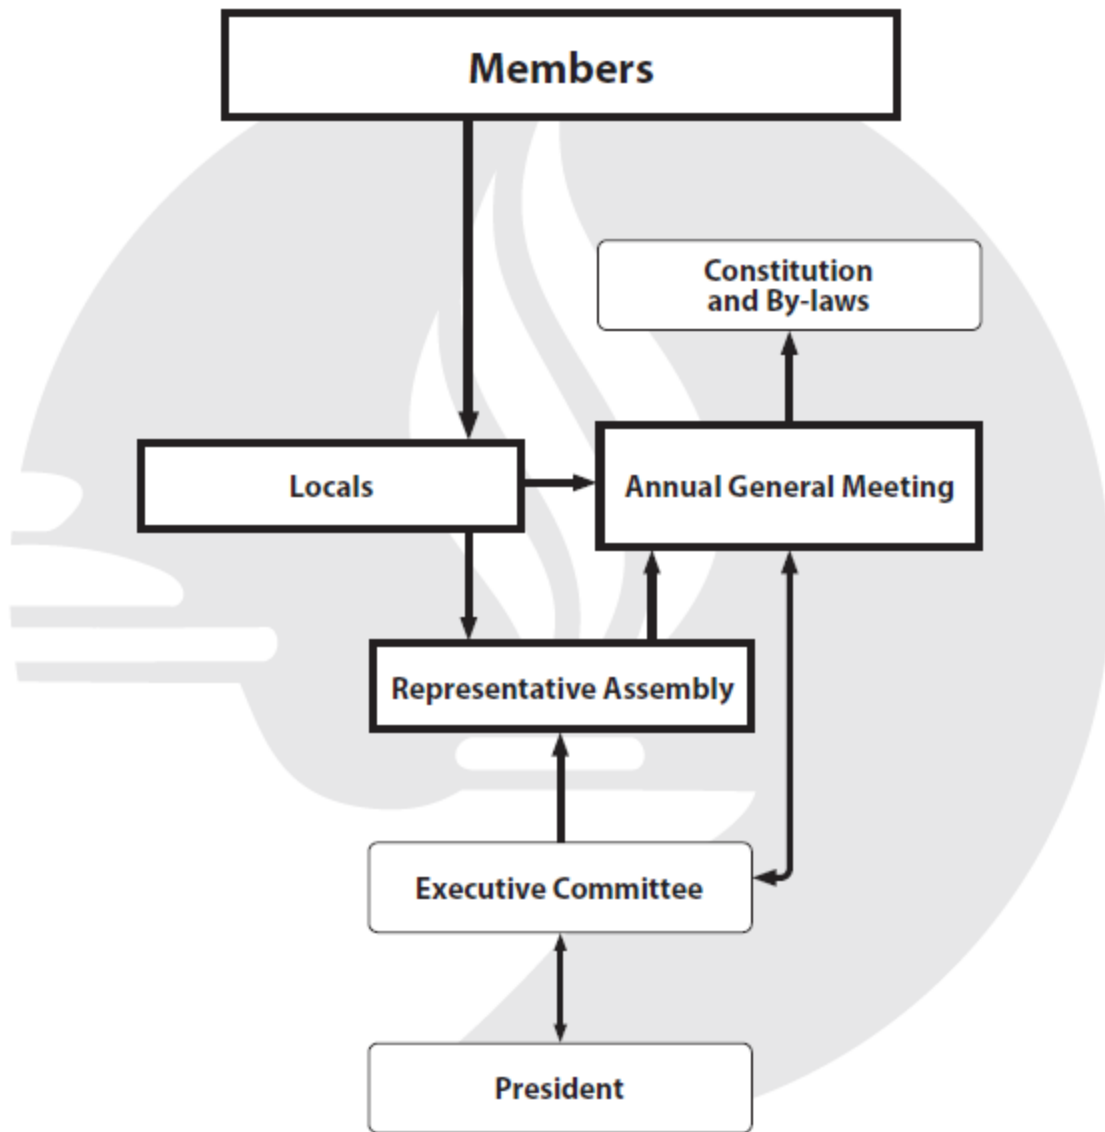 Members
Constitution
and By-laws
Locals
Annual General Meeting
Representative Assembly
Executive Committee
President